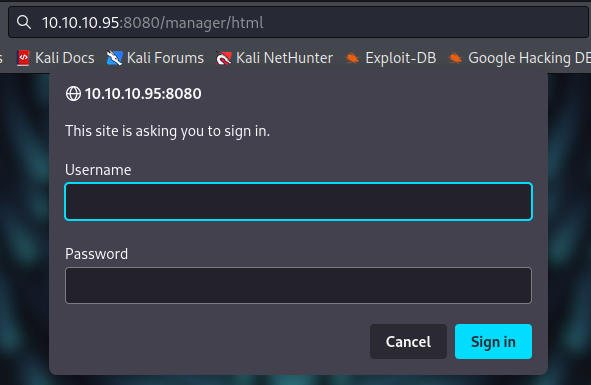 10.10.10.95:8080/manager/html
s Kali Docs Kali Forums Kali NetHunter Exploit-DB Google Hacking DB
10.10.10.95:8080
This site is asking you to sign in.
Username
Password
Cancel Sign in